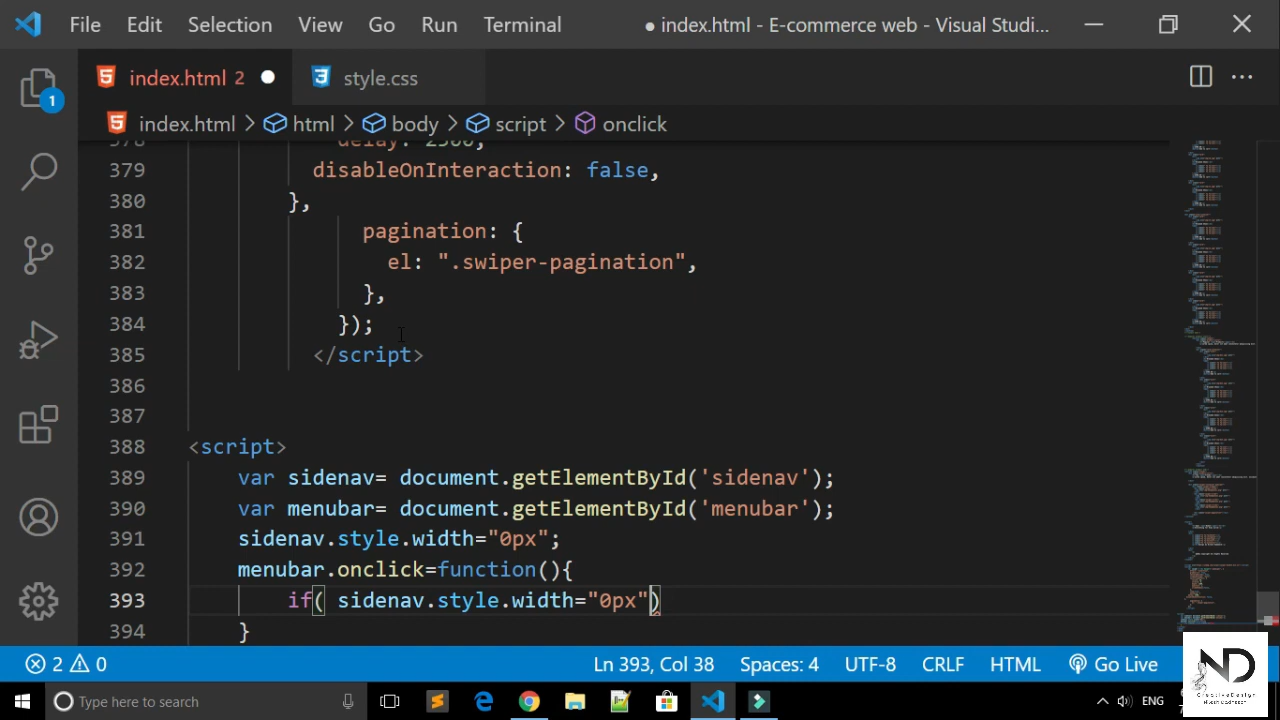 File Edit Selection View Go Run Terminal ● index.html - E-commerce web - Visual Studi...
index.html 2 style.css
index.html > html > body > script > onclick
1
379 disableOnInteraction: false,
380 },
381 pagination: {
382 el: ".swiper-pagination",
383 },
384 });
385 </script>
386
387
388 <script>
389 var sidenav= document.getElementById('sidenav');
390 var menubar= document.getElementById('menubar');
391 sidenav.style.width="0px";
392 menubar.onclick=function(){
393 if( sidenav.style.width="0px")
394 }
2 0 Ln 393, Col 38 Spaces: 4 UTF-8 CRLF HTML Go Live
Type here to search ENG
ND